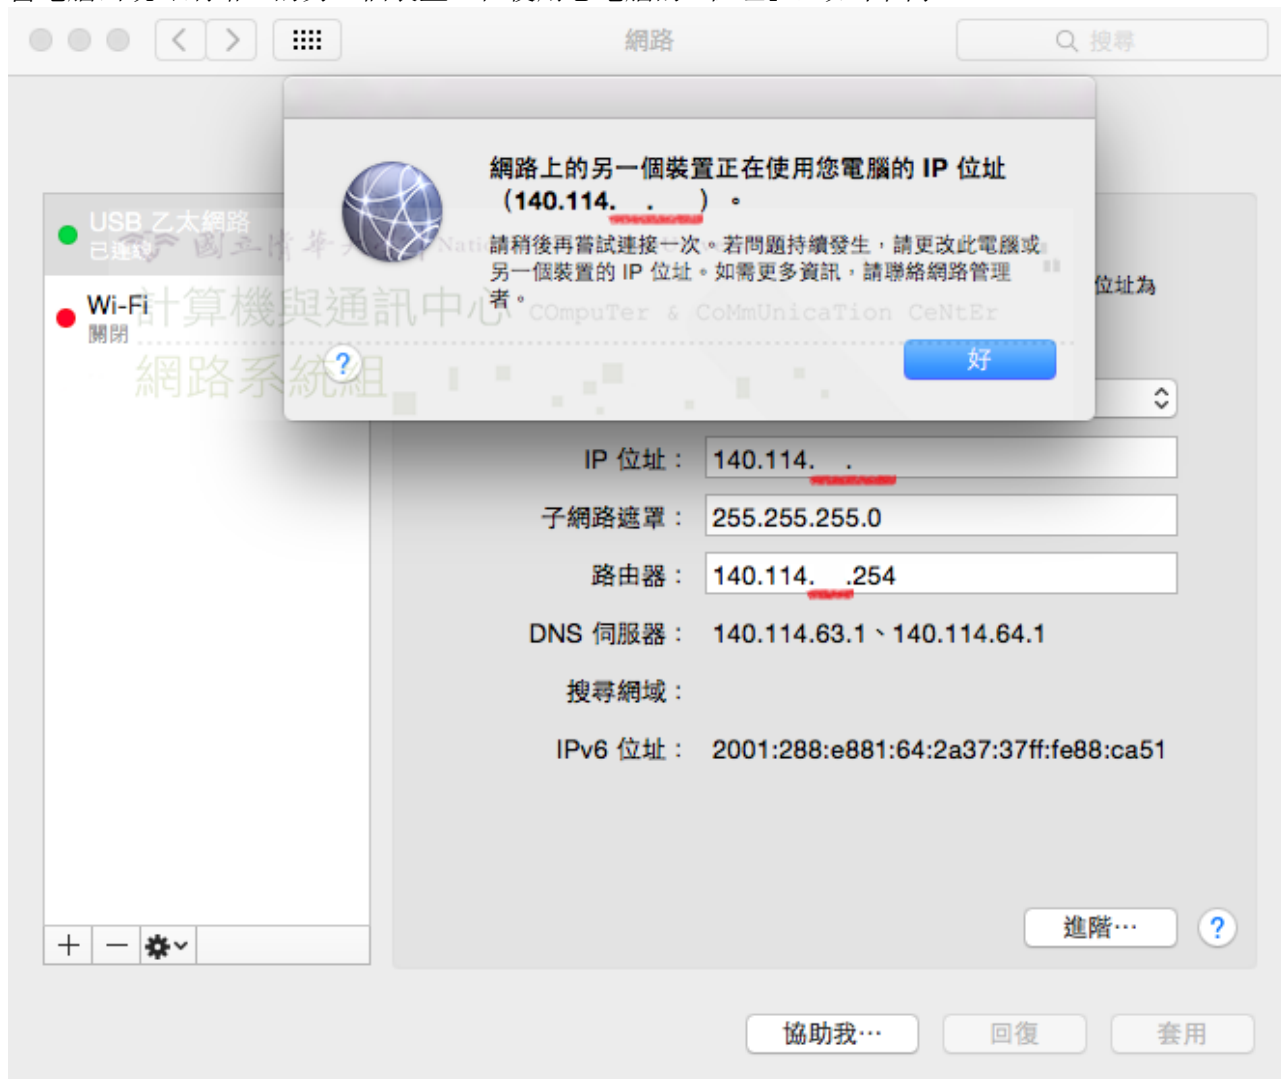 網路
搜尋
網路上的另一個裝置正在使用您電腦的 IP 位址
(140.114. . )。
請稍後再嘗試連接一次。若問題持續發生,請更改此電腦或
另一個裝置的 IP 位址。如需更多資訊,請聯絡網路管理
者。
?
好
USB 乙太網路
已連線
Wi-Fi
關閉
國立清華大學
計算機與通訊中心 COmpuTer & CoMmUnicaTion CeNtEr
網路系統組
位址為
IP 位址: 140.114. .
子網路遮罩: 255.255.255.0
路由器: 140.114. .254
DNS 伺服器: 140.114.63.1、140.114.64.1
搜尋網域:
IPv6 位址: 2001:288:e881:64:2a37:37ff:fe88:ca51
進階⋯
?
協助我⋯
回復
套用